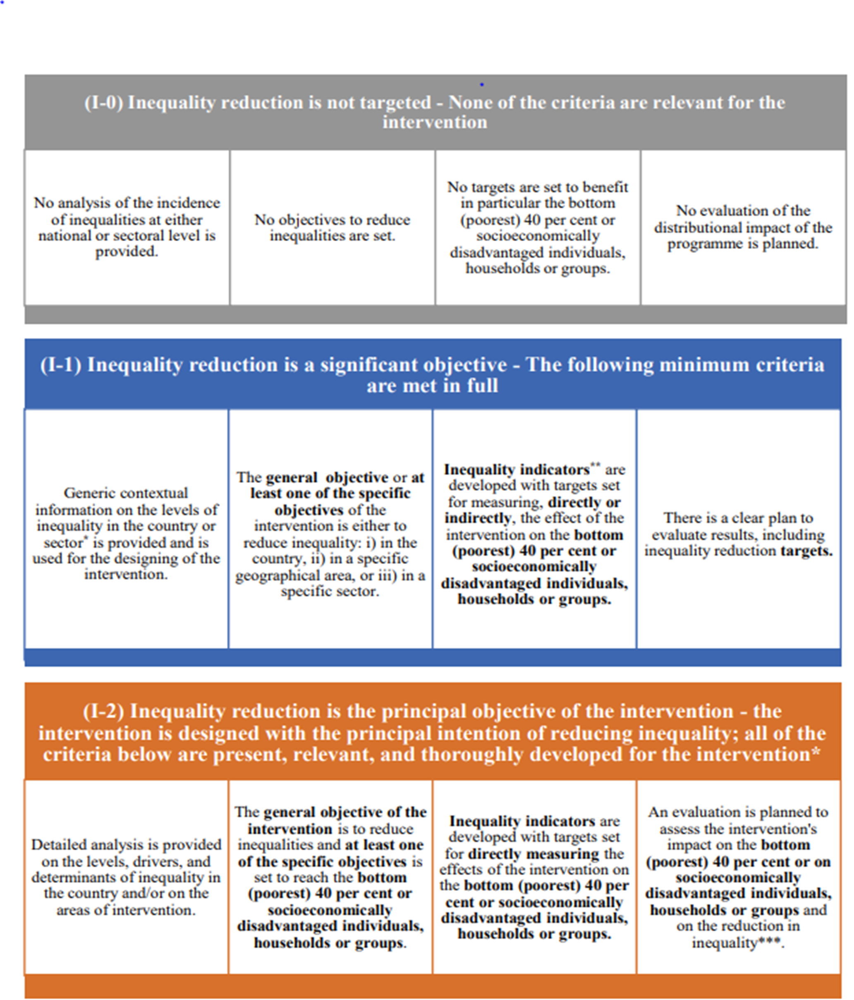 (I-0) Inequality reduction is not targeted - None of the criteria are relevant for the
intervention
No analysis of the incidence
of inequalities at either
national or sectoral level is
provided.
No objectives to reduce
inequalities are set.
No targets are set to benefit
in particular the bottom
(poorest) 40 per cent or
socioeconomically
disadvantaged individuals,
households or groups.
No evaluation of the
distributional impact of the
programme is planned.
(I-1) Inequality reduction is a significant objective - The following minimum criteria
are met in full
Generic contextual
information on the levels of
inequality in the country or
sector* is provided and is
used for the designing of the
intervention.
The general objective or at
least one of the specific
objectives of the
intervention is either to
reduce inequality: i) in the
country, ii) in a specific
geographical area, or iii) in a
specific sector.
Inequality indicators** are
developed with targets set
for measuring, directly or
indirectly, the effect of the
intervention on the bottom
(poorest) 40 per cent or
socioeconomically
disadvantaged individuals,
households or groups.
There is a clear plan to
evaluate results, including
inequality reduction targets.
(I-2) Inequality reduction is the principal objective of the intervention - the
intervention is designed with the principal intention of reducing inequality; all of the
criteria below are present, relevant, and thoroughly developed for the intervention*
Detailed analysis is provided
on the levels, drivers, and
determinants of inequality in
the country and/or on the
areas of intervention.
The general objective of the
intervention is to reduce
inequalities and at least one
of the specific objectives is
set to reach the bottom
(poorest) 40 per cent or
socioeconomically
disadvantaged individuals,
households or groups.
Inequality indicators are
developed with targets set
for directly measuring the
effects of the intervention on
the bottom (poorest) 40 per
cent or socioeconomically
disadvantaged individuals,
households or groups.
An evaluation is planned to
assess the intervention's
impact on the bottom
(poorest) 40 per cent or on
socioeconomically
disadvantaged individuals,
households or groups and
on the reduction in
inequality***.